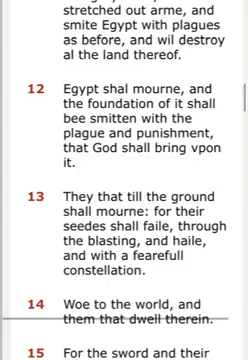 stretched out arme, and
smite Egypt with plagues
as before, and wil destroy
al the land thereof.
12 Egypt shal mourne, and
the foundation of it shall
bee smitten with the
plague and punishment,
that God shall bring vpon
it.
13 They that till the ground
shall mourne: for their
seedes shall faile, through
the blasting, and haile,
and with a fearefull
constellation.
14 Woe to the world, and
them that dwell therein.
15 For the sword and their